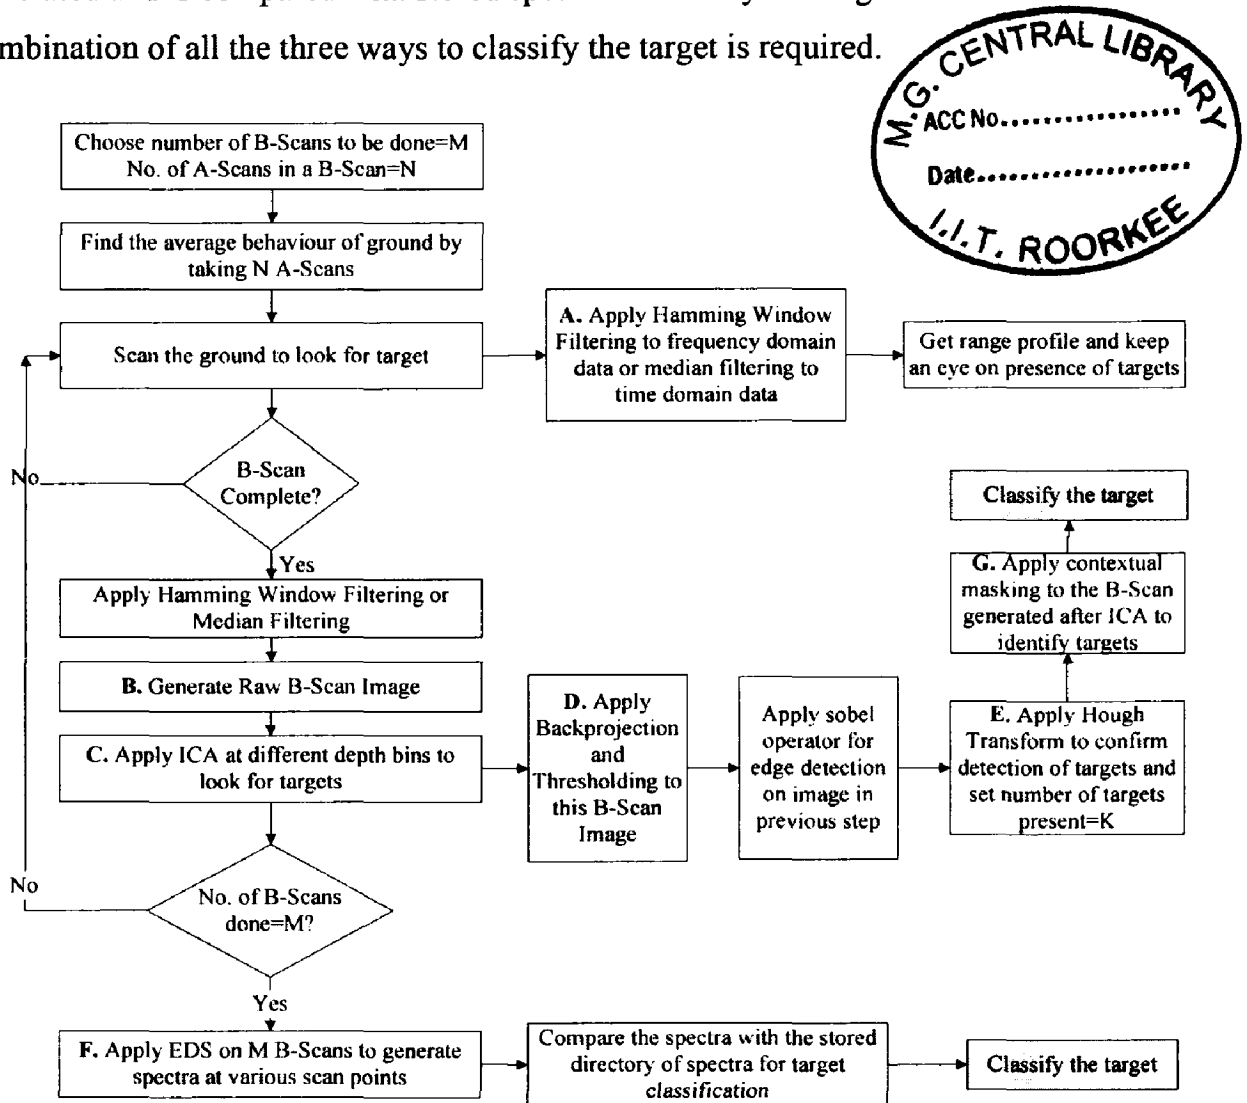 mbination of all the three ways to classify the target is required.
M.G. CENTRAL LIBRARY
ACC No.................
Date.....................
I.I.T. ROORKEE
Choose number of B-Scans to be done=M
No. of A-Scans in a B-Scan=N
Find the average behaviour of ground by
taking N A-Scans
Scan the ground to look for target
A. Apply Hamming Window
Filtering to frequency domain
data or median filtering to
time domain data
Get range profile and keep
an eye on presence of targets
B-Scan
Complete?
No
Yes
Apply Hamming Window Filtering or
Median Filtering
B. Generate Raw B-Scan Image
C. Apply ICA at different depth bins to
look for targets
D. Apply
Backprojection
and
Thresholding to
this B-Scan
Image
Apply sobel
operator for
edge detection
on image in
previous step
E. Apply Hough
Transform to confirm
detection of targets and
set number of targets
present=K
G. Apply contextual
masking to the B-Scan
generated after ICA to
identify targets
Classify the target
No. of B-Scans
done=M?
No
Yes
F. Apply EDS on M B-Scans to generate
spectra at various scan points
Compare the spectra with the stored
directory of spectra for target
classification
Classify the target